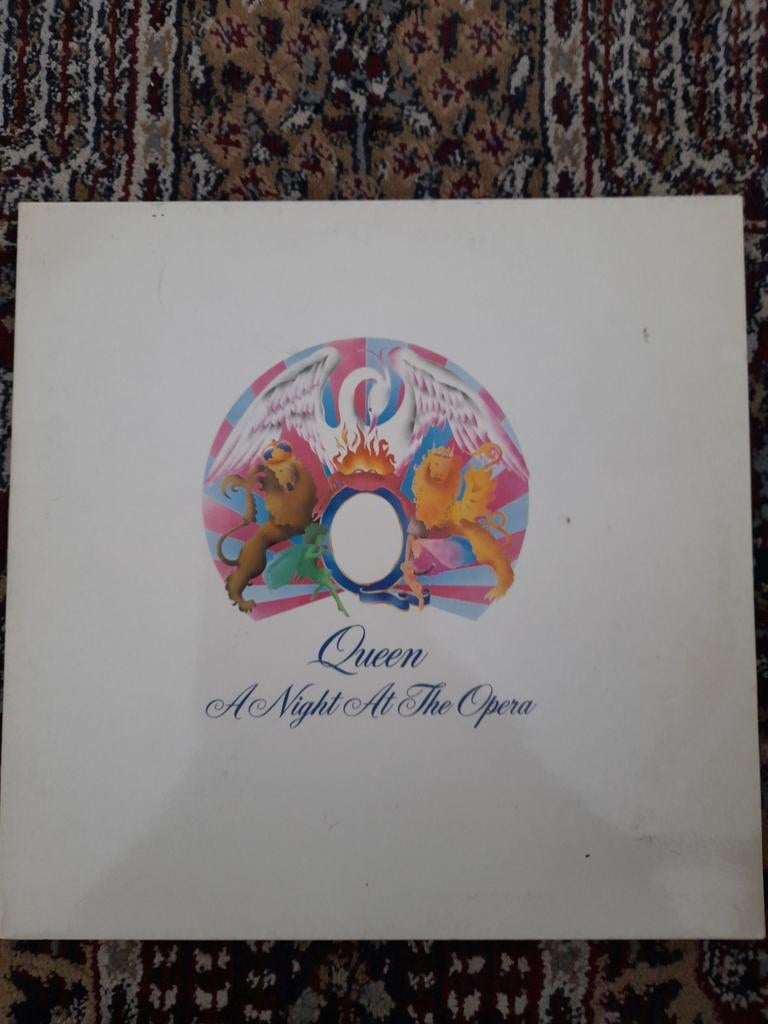 Queen
A Night At The Opera